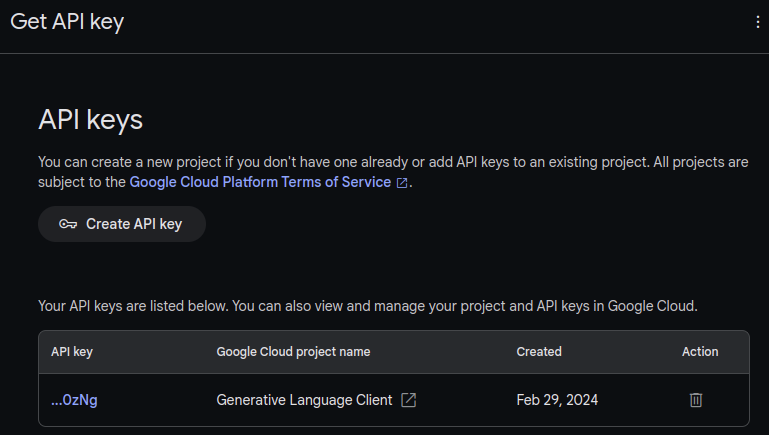 Get API key
API keys
You can create a new project if you don't have one already or add API keys to an existing project. All projects are
subject to the Google Cloud Platform Terms of Service.
Create API key
Your API keys are listed below. You can also view and manage your project and API keys in Google Cloud.
API key Google Cloud project name Created Action
...0zNg Generative Language Client Feb 29, 2024